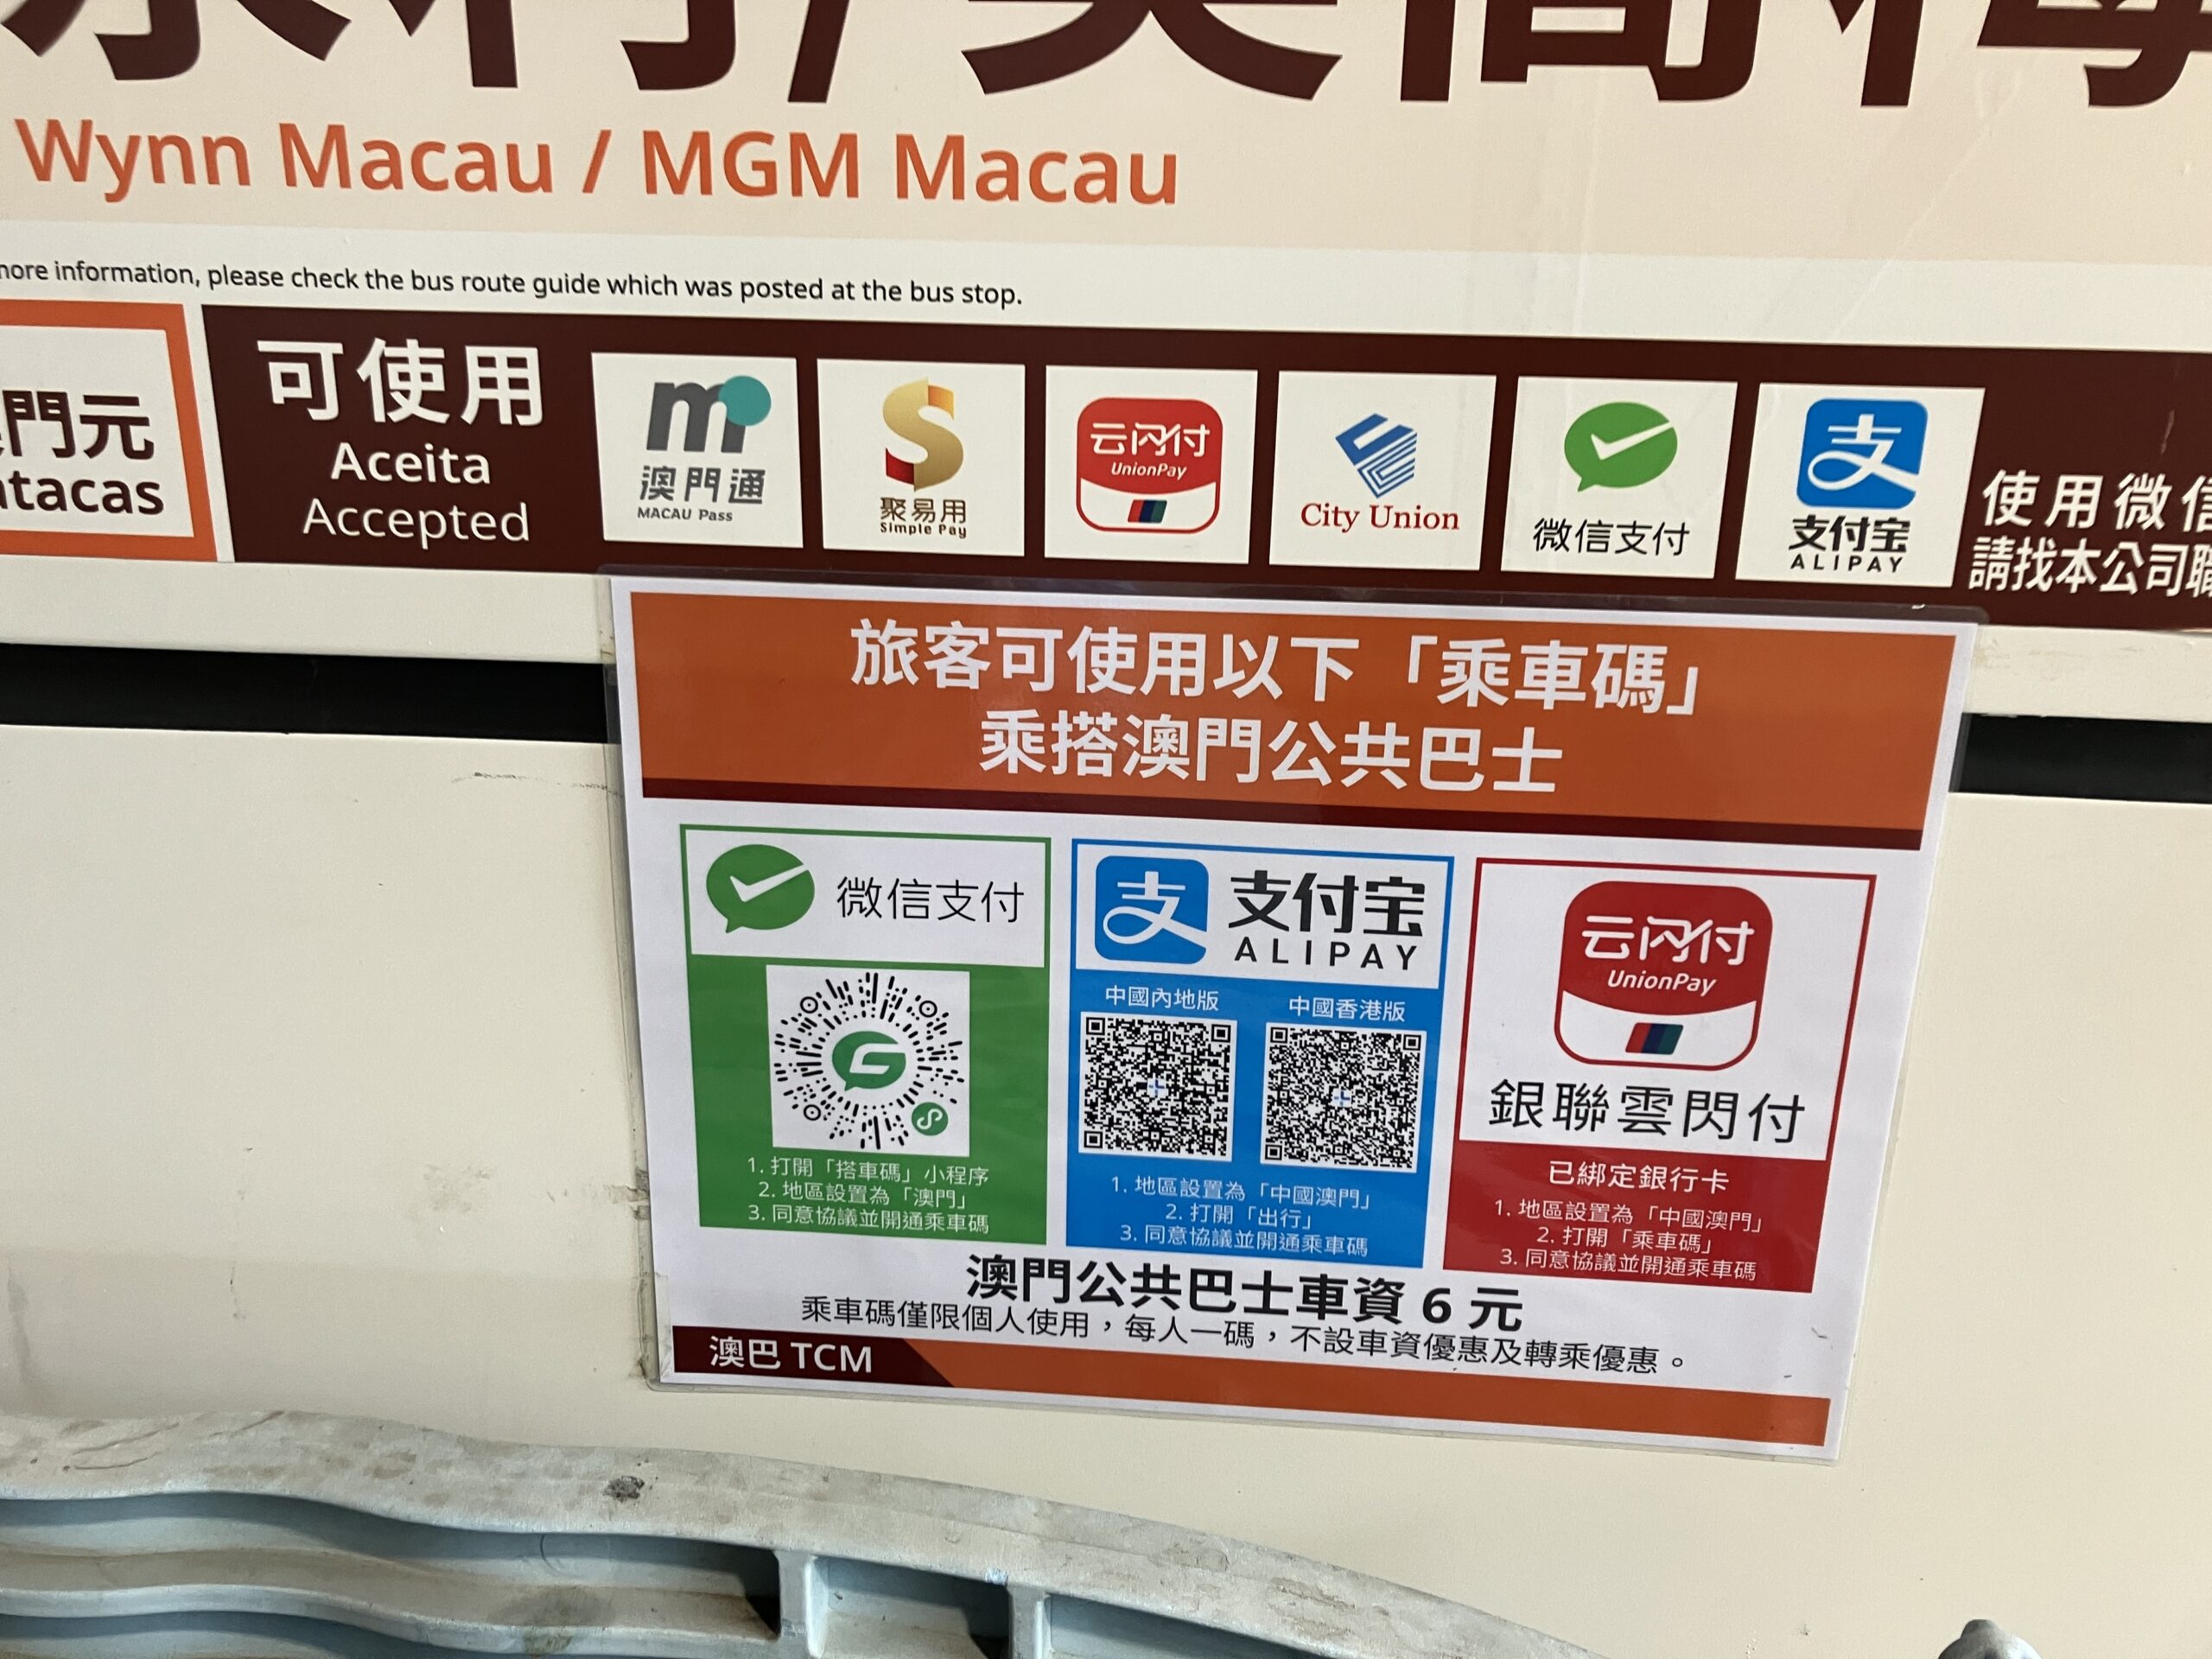 Wynn Macau / MGM Macau
more information, please check the bus route guide which was posted at the bus stop.
門元
可使用
Aceita
Accepted
澳門通
MACAU Pass
聚易用
Simple Pay
云闪付
UnionPay
City Union
微信支付
支
支付宝
ALIPAY
使用微信
請找本公司職
旅客可使用以下「乘車碼」
乘搭澳門公共巴士
微信支付
1. 打開「搭車碼」小程序
2. 地區設置為「澳門」
3. 同意協議並開通乘車碼
支
支付宝
ALIPAY
中國內地版
中國香港版
1. 地區設置為「中國澳門」
2. 打開「出行」
3. 同意協議並開通乘車碼
云闪付
UnionPay
銀聯雲閃付
已綁定銀行卡
1. 地區設置為「中國澳門」
2. 打開「乘車碼」
3. 同意協議並開通乘車碼
澳門公共巴士車資 6 元
乘車碼僅限個人使用，每人一碼，不設車資優惠及轉乘優惠。
澳巴 TCM